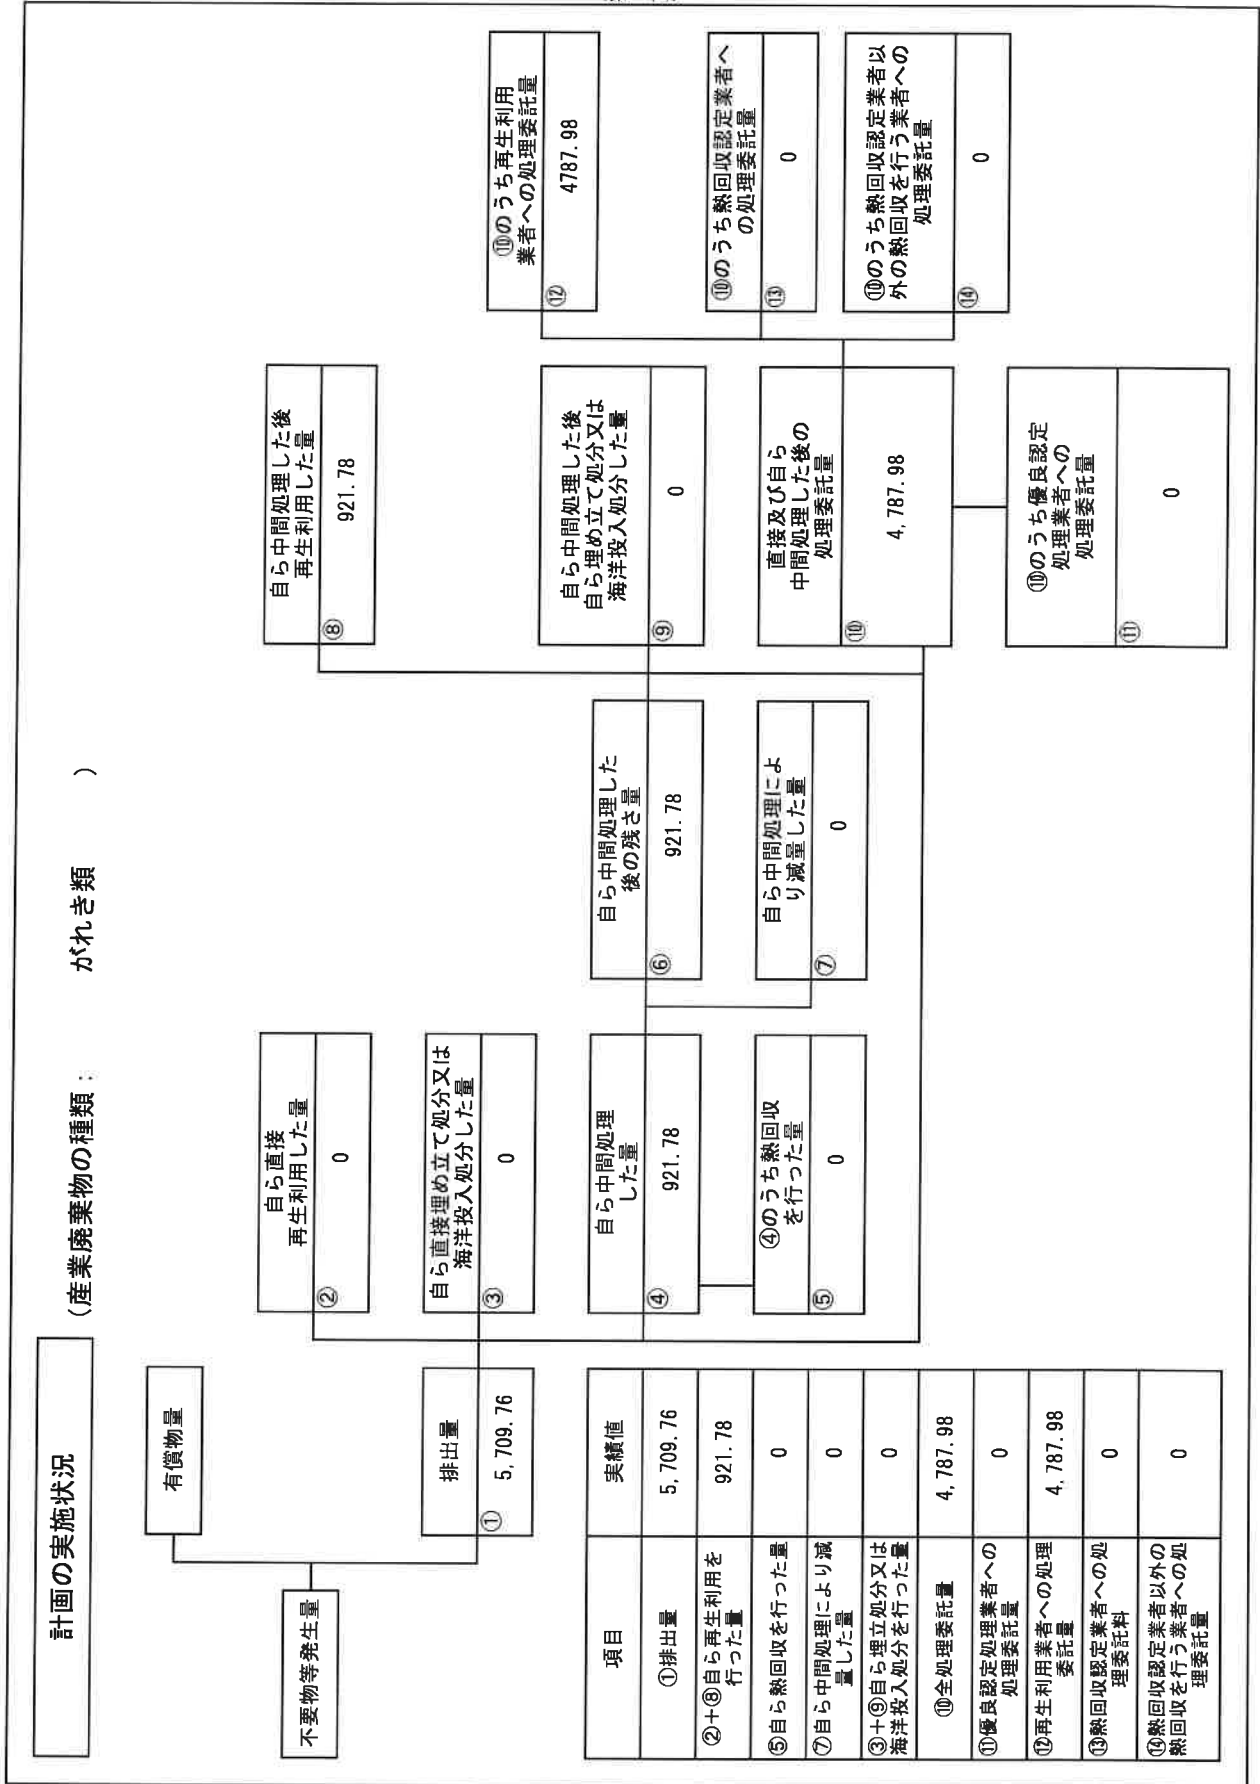 計画の実施状況
(産業廃棄物の種類: がれき類 )
不要物等発生量
有償物量
排出量
① 5,709.76
自ら直接
再生利用した量
② 0
自ら直接埋め立て処分又は
海洋投入処分した量
③ 0
自ら中間処理
した量
④ 921.78
④のうち熱回収
を行った量
⑤ 0
自ら中間処理した
後の残さ量
⑥ 921.78
自ら中間処理によ
り減量した量
⑦ 0
自ら中間処理した後
再生利用した量
⑧ 921.78
自ら中間処理した後
自ら埋め立て処分又は
海洋投入処分した量
⑨ 0
直接及び自ら
中間処理した後の
処理委託量
⑩ 4,787.98
⑩のうち優良認定
処理業者への
処理委託量
⑪ 0
⑩のうち再生利用
業者への処理委託量
⑫ 4787.98
⑩のうち熱回収認定業者へ
の処理委託量
⑬ 0
⑩のうち熱回収認定業者以
外の熱回収を行う業者への
処理委託量
⑭ 0
項目 実績値
①排出量 5,709.76
②+⑧自ら再生利用を
行った量 921.78
⑤自ら熱回収を行った量 0
⑦自ら中間処理により減
量した量 0
③+⑨自ら埋立処分又は
海洋投入処分を行った量 0
⑩全処理委託量 4,787.98
⑪優良認定処理業者への
処理委託量 0
⑫再生利用業者への処理
委託量 4,787.98
⑬熱回収認定業者への処
理委託料 0
⑭熱回収認定業者以外の
熱回収を行う業者への処
理委託量 0